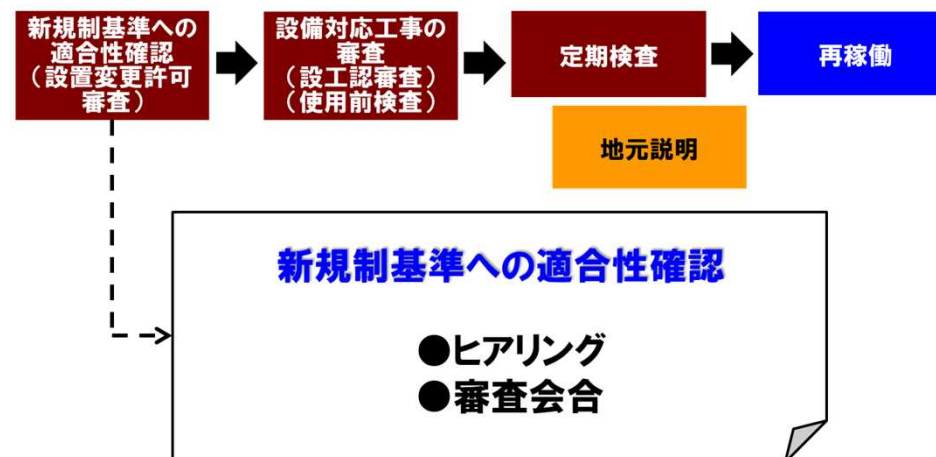 新規制基準への
適合性確認
（設置変更許可
審査）
設備対応工事の
審査
（設工認審査）
（使用前検査）
定期検査
再稼働
地元説明
新規制基準への適合性確認
●ヒアリング
●審査会合